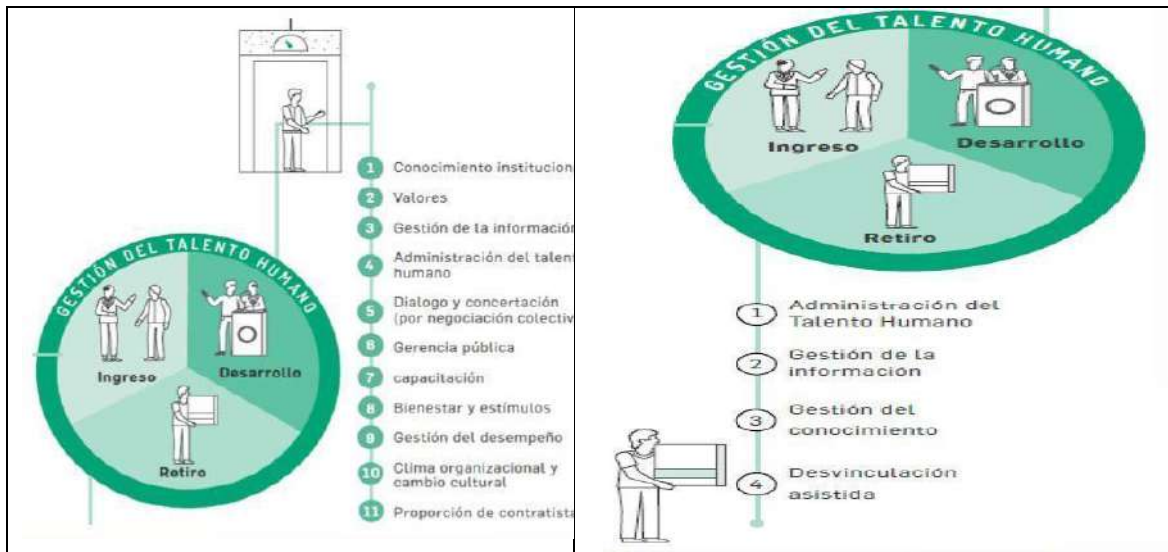 GESTIÓN DEL TALENTO HUMANO
Ingreso
Desarrollo
Retiro
1 Conocimiento institucion
2 Valores
3 Gestión de la información
4 Administración del talent
humano
5 Dialogo y concertación
(por negociación colectiv
6 Gerencia pública
7 capacitación
8 Bienestar y estímulos
9 Gestión del desempeño
10 Clima organizacional y
cambio cultural
11 Proporción de contratista
GESTIÓN DEL TALENTO HUMANO
Ingreso
Desarrollo
Retiro
1 Administración del
Talento Humano
2 Gestión de la
información
3 Gestión del
conocimiento
4 Desvinculación
asistida